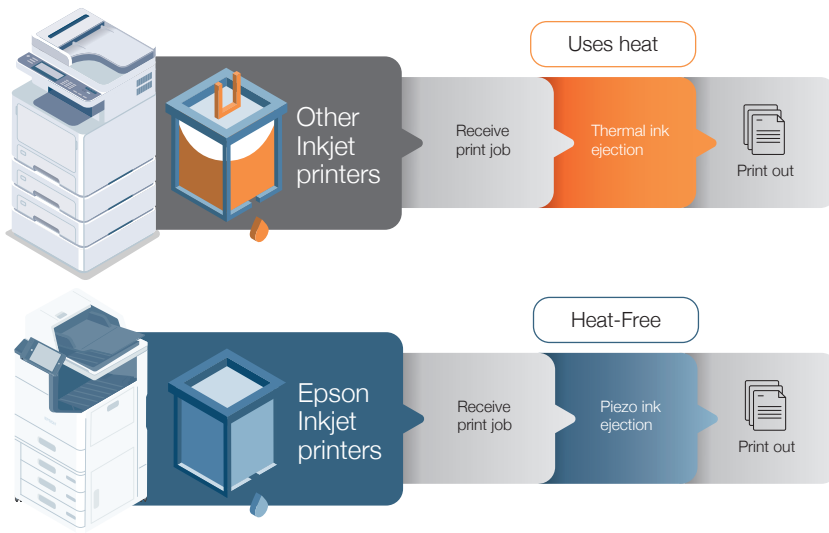 Uses heat
Other
Inkjet
printers
Receive
print job
Thermal ink
ejection
Print out
Heat-Free
Epson
Inkjet
printers
Receive
print job
Piezo ink
ejection
Print out